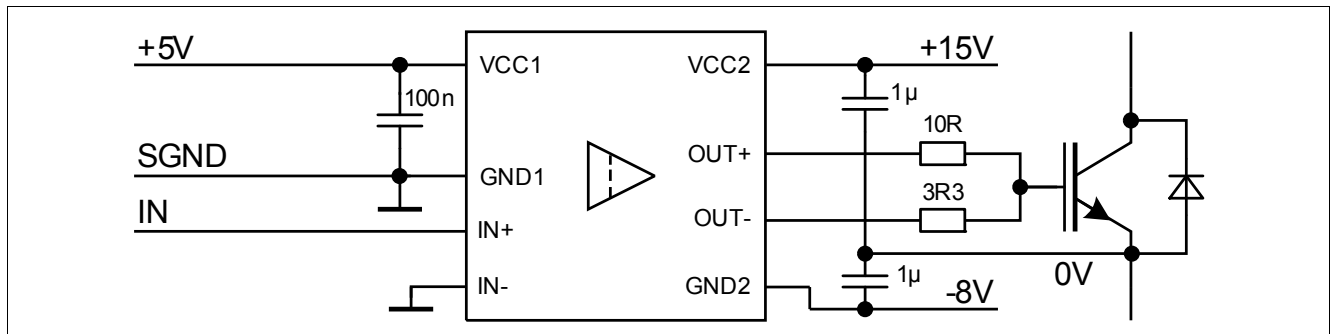 +5V
VCC1
VCC2
+15V
100n
1µ
10R
SGND
OUT+
GND1
3R3
IN
OUT-
IN+
0V
1µ
IN-
GND2
-8V